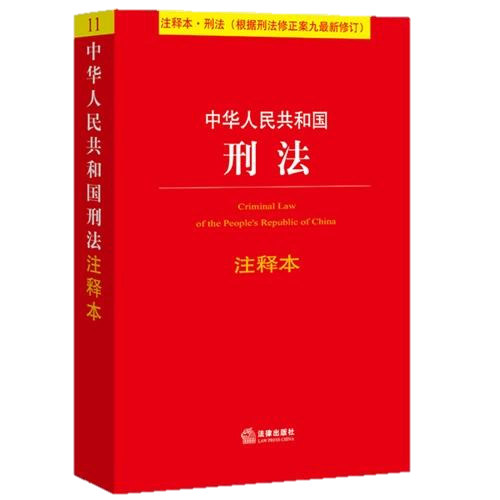 注释本·刑法（根据刑法修正案九最新修订）
中华人民共和国
刑法
Criminal Law
of the People's Republic of China
注释本
法律出版社
LAW PRESS·CHINA
11
中华人民共和国刑法
注释本